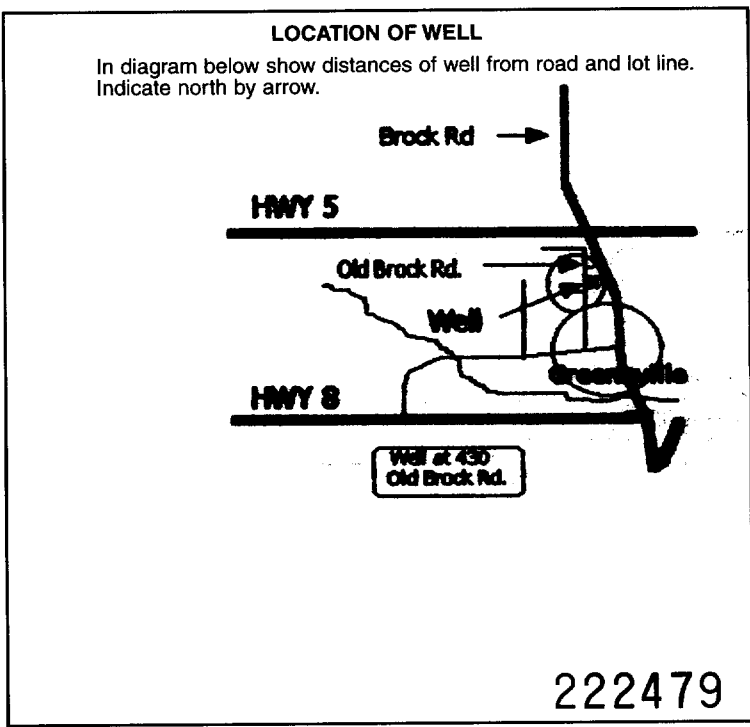 LOCATION OF WELL
In diagram below show distances of well from road and lot line.
Indicate north by arrow.
Brock Rd
HWY 5
Old Brock Rd.
Well
Greensville
HWY 8
Well at 430
Old Brock Rd.
222479